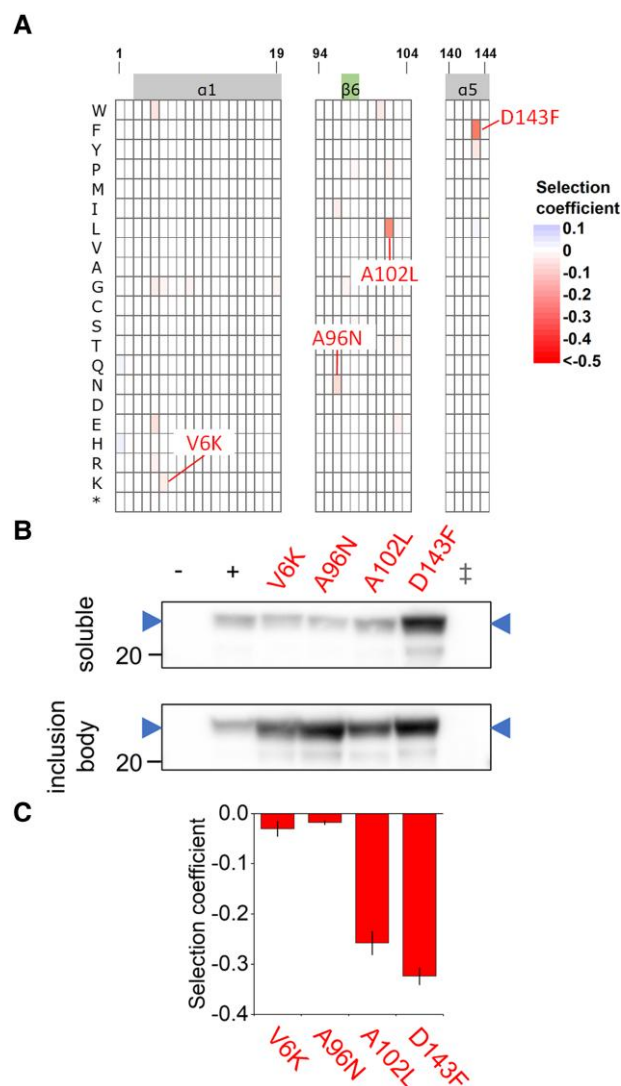 A
1 19 94 104 140 144
α1 β6 α5
W
F
Y
P
M
I
L
V
A
G
C
S
T
Q
N
D
E
H
R
K
*
D143F
A102L
A96N
V6K
Selection
coefficient
0.1
0
-0.1
-0.2
-0.3
-0.4
<-0.5
B
- + V6K A96N A102L D143F ‡
soluble
20
inclusion
body
20
C
Selection coefficient
0.0
-0.1
-0.2
-0.3
-0.4
V6K A96N A102L D143F